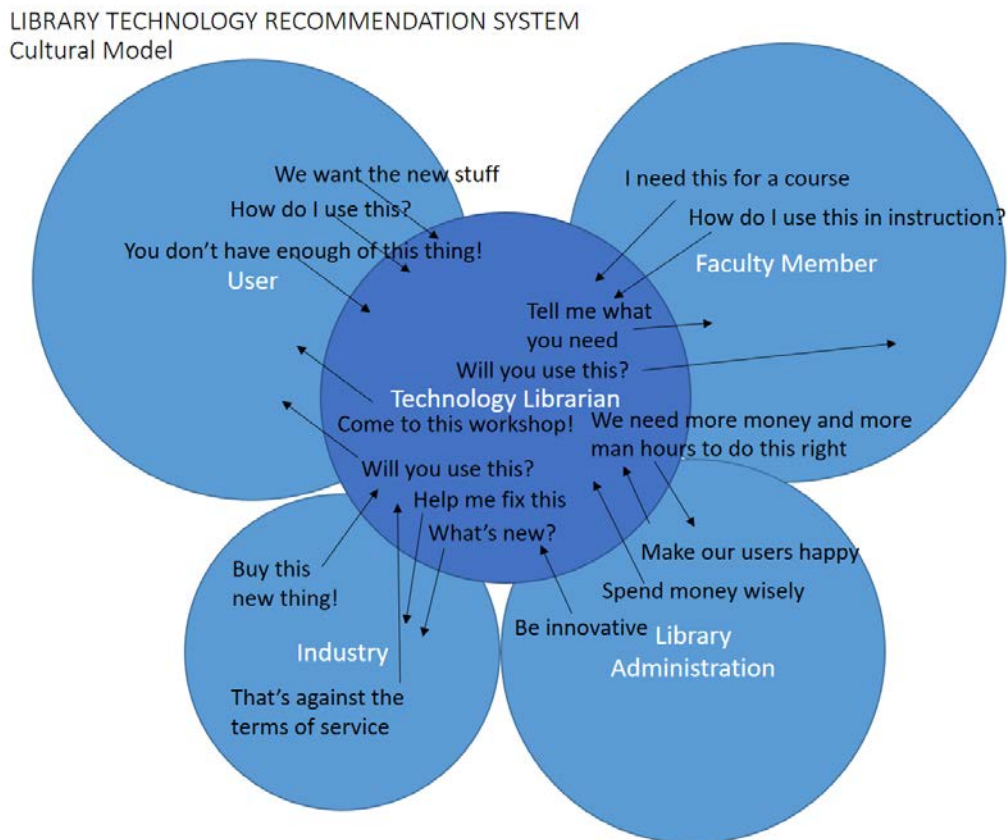 LIBRARY TECHNOLOGY RECOMMENDATION SYSTEM
Cultural Model
We want the new stuff
How do I use this?
You don't have enough of this thing!
User
I need this for a course
How do I use this in instruction?
Faculty Member
Tell me what
you need
Will you use this?
Technology Librarian
Come to this workshop!
We need more money and more
man hours to do this right
Will you use this?
Help me fix this
What's new?
Make our users happy
Spend money wisely
Be innovative
Library
Administration
Buy this
new thing!
Industry
That's against the
terms of service